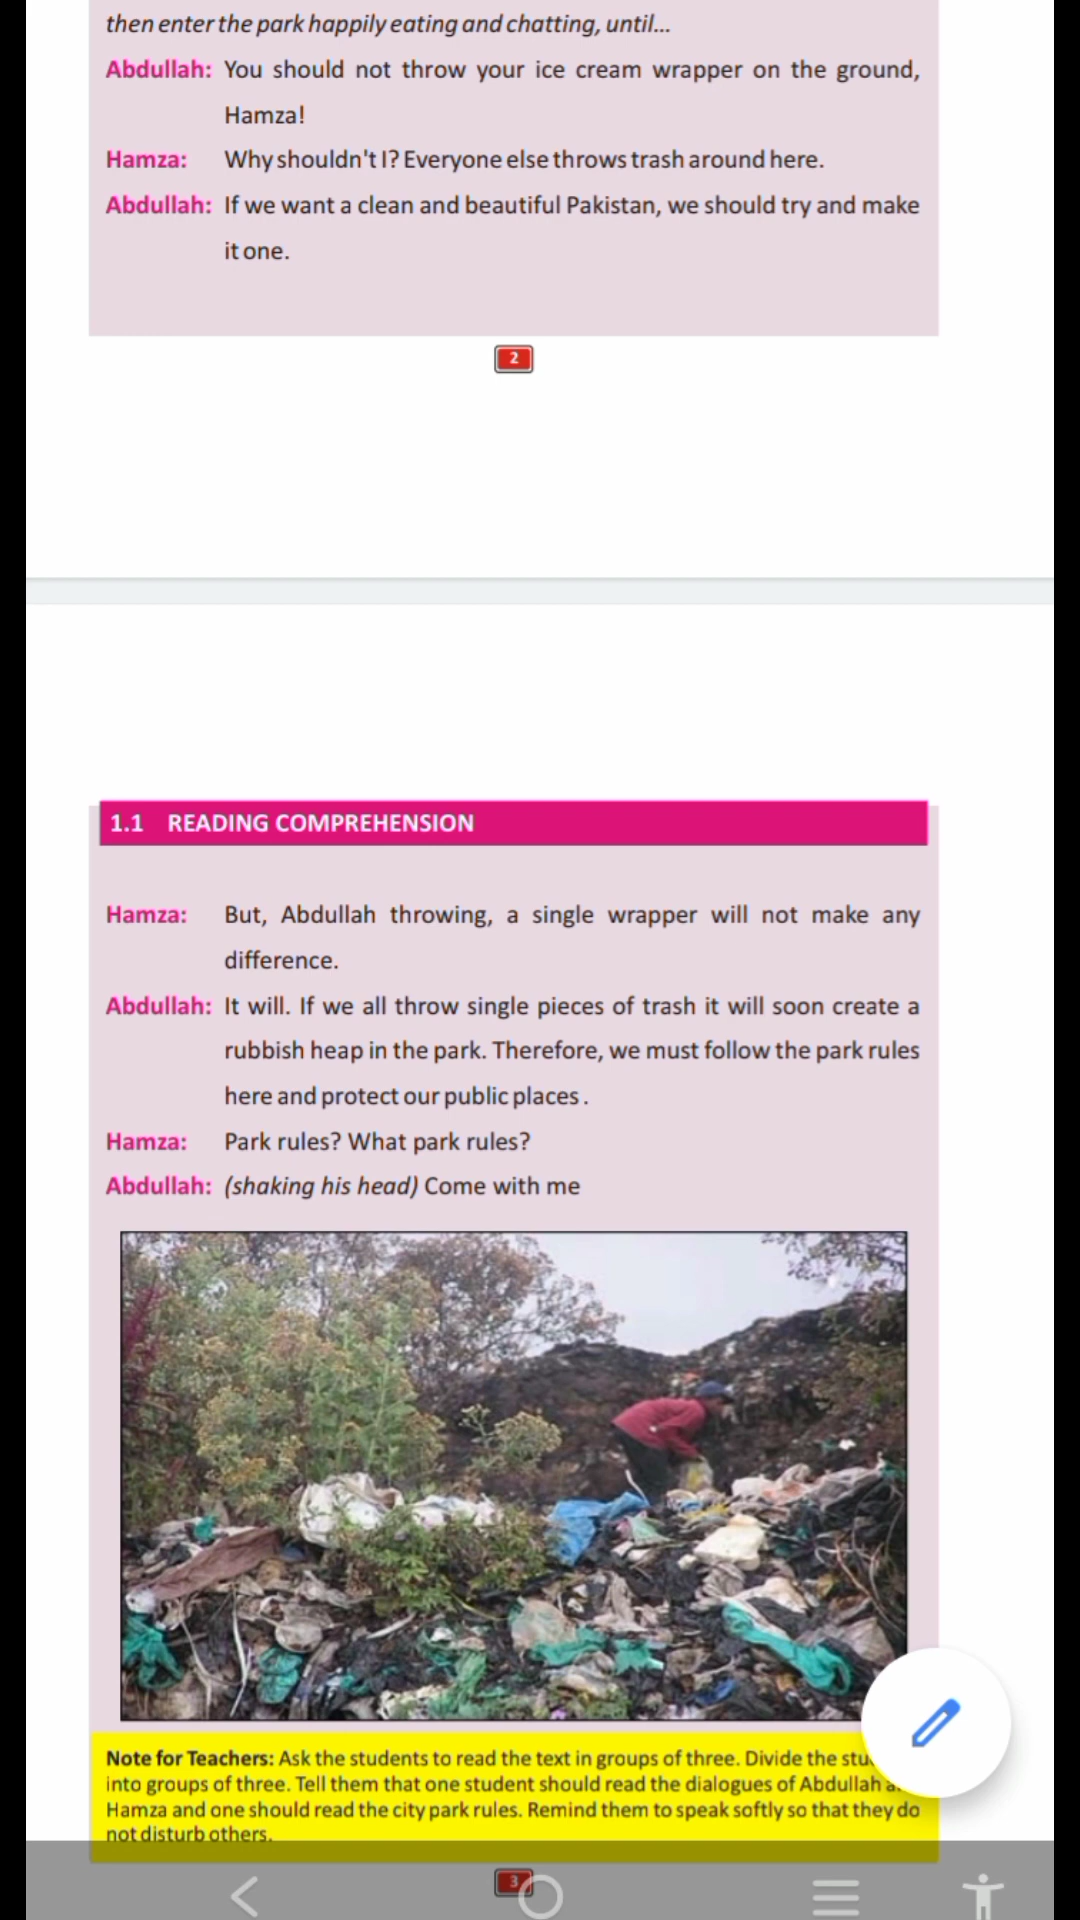 then enter the park happily eating and chatting, until...
Abdullah: You should not throw your ice cream wrapper on the ground,
Hamza!
Hamza: Why shouldn't I? Everyone else throws trash around here.
Abdullah: If we want a clean and beautiful Pakistan, we should try and make
it one.
2
1.1 READING COMPREHENSION
Hamza: But, Abdullah throwing, a single wrapper will not make any
difference.
Abdullah: It will. If we all throw single pieces of trash it will soon create a
rubbish heap in the park. Therefore, we must follow the park rules
here and protect our public places.
Hamza: Park rules? What park rules?
Abdullah: (shaking his head) Come with me
Note for Teachers: Ask the students to read the text in groups of three. Divide the
into groups of three. Tell them that one student should read the dialogues of Abdullah
Hamza and one should read the city park rules. Remind them to speak softly so that they do
not disturb others.
3